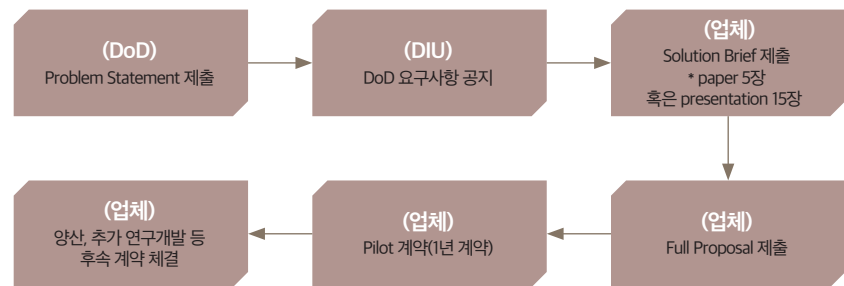 (DoD)
Problem Statement 제출
(DIU)
DoD 요구사항 공지
(업체)
Solution Brief 제출
* paper 5장
혹은 presentation 15장
(업체)
Full Proposal 제출
(업체)
Pilot 계약(1년 계약)
(업체)
양산, 추가 연구개발 등
후속 계약 체결